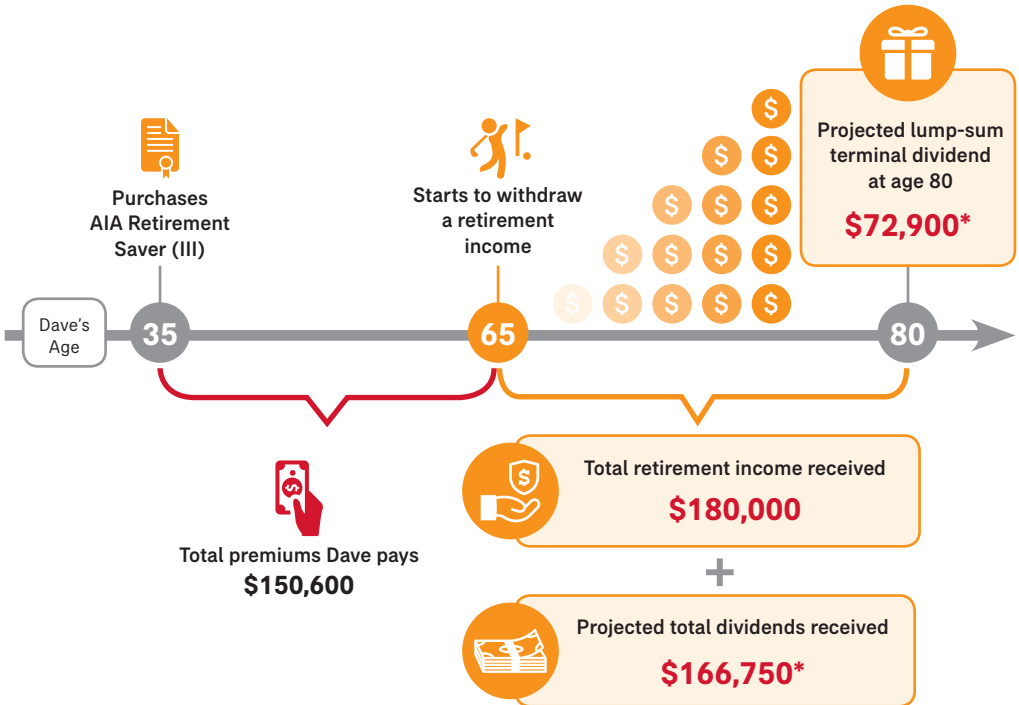 Purchases
AIA Retirement
Saver (III)
Starts to withdraw
a retirement
income
$
$ $
$ $ $
$ $ $ $
$ $ $ $ $
Projected lump-sum
terminal dividend
at age 80
$72,900*
Dave's
Age
35
65
80
Total premiums Dave pays
$150,600
$
Total retirement income received
$180,000
+
Projected total dividends received
$166,750*